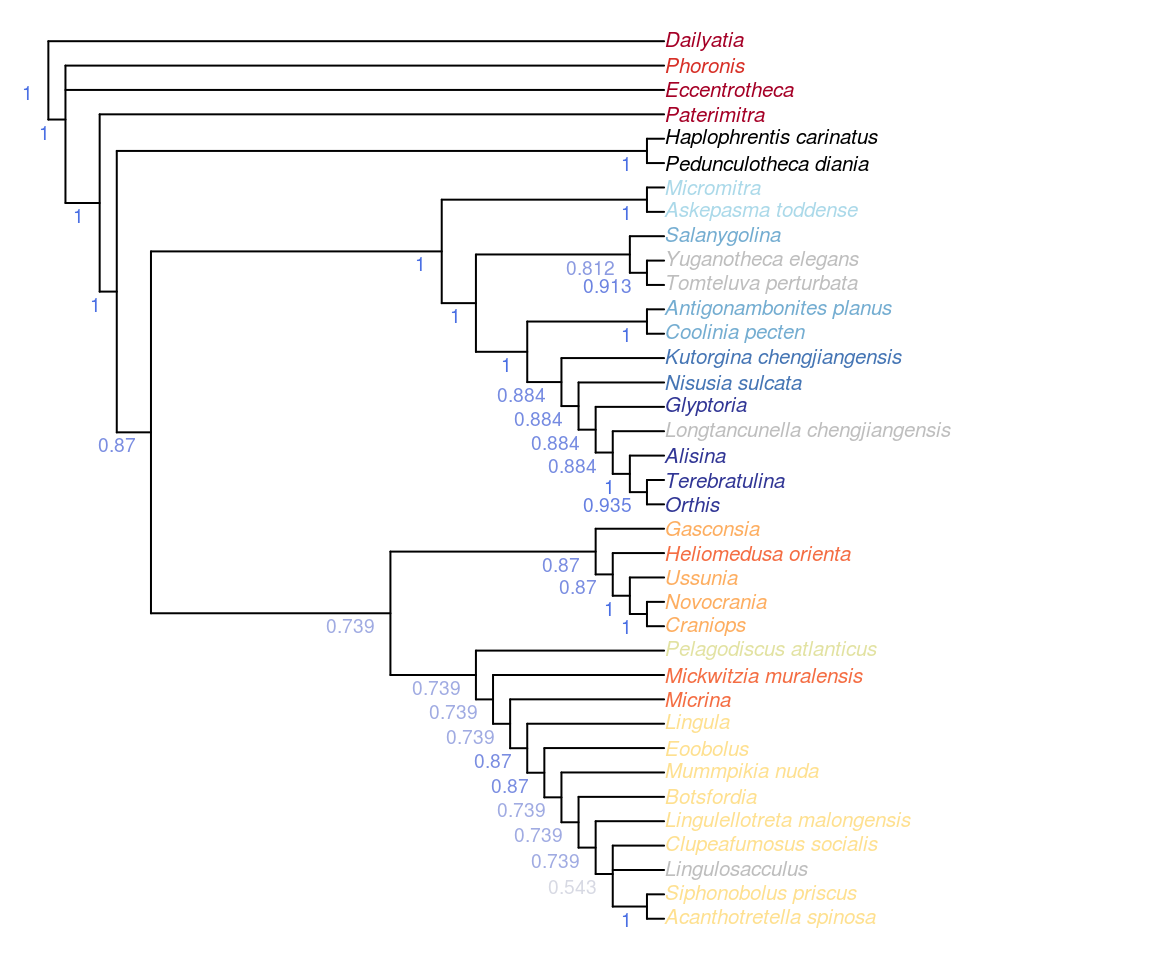 Dailyatia
Phoronis
1
Eccentrotheca
Paterimitra
1
Haplophrentis carinatus
Pedunculotheca diania
1
Micromitra
Askepasma toddense
1
1
Salanygolina
Yuganotheca elegans
1
0.812
Tomteluva perturbata
0.913
1
Antigonambonites planus
1
Coolinia pecten
1
Kutorgina chengjiangensis
1
Nisusia sulcata
0.884
Glyptoria
0.884
Longtancunella chengjiangensis
0.884
0.87
Alisina
0.884
Terebratulina
1
Orthis
0.935
Gasconsia
Heliomedusa orienta
0.87
Ussunia
0.87
Novocrania
1
Craniops
1
0.739
Pelagodiscus atlanticus
Mickwitzia muralensis
0.739
Micrina
0.739
Lingula
0.739
Eoobolus
0.87
Mummpikia nuda
0.87
Botsfordia
0.739
Lingulellotreta malongensis
0.739
Clupeafumosus socialis
0.739
Lingulosacculus
0.543
Siphonobolus priscus
Acanthotretella spinosa
1